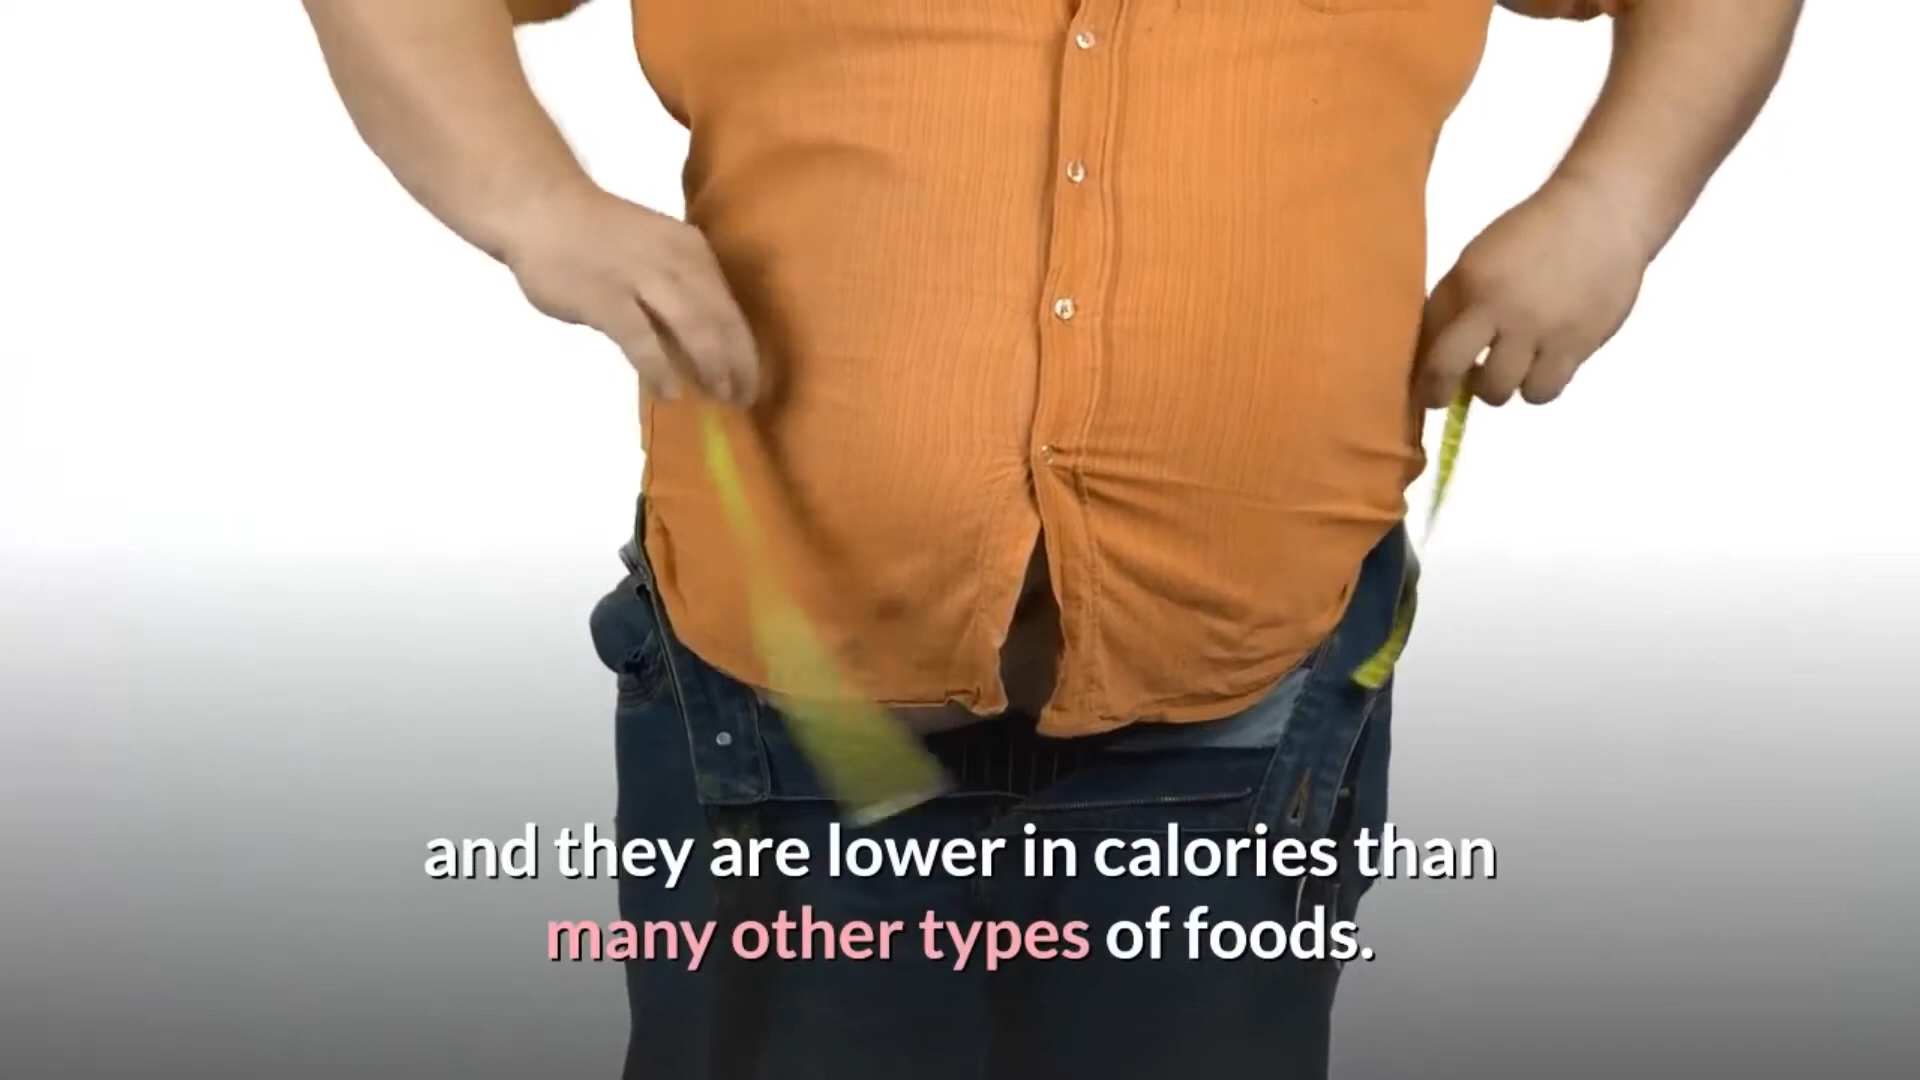 and they are lower in calories than
many other types of foods.